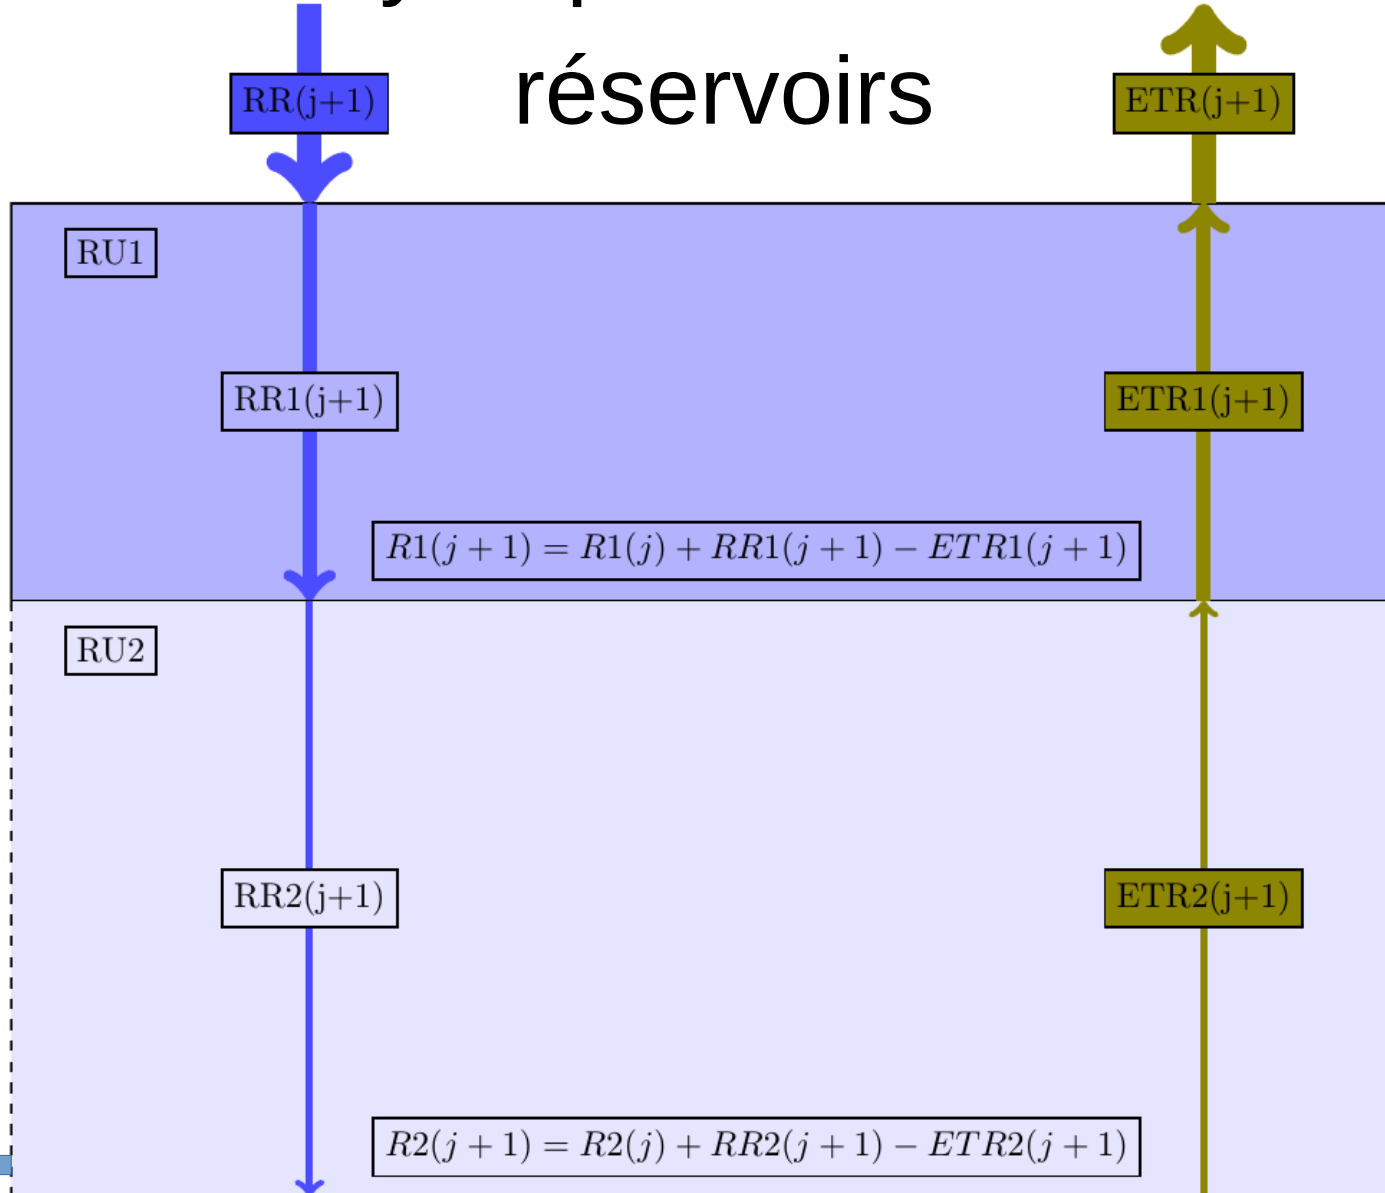 réservoirs
RR(j+1)
ETR(j+1)
RU1
RR1(j+1)
ETR1(j+1)
R1(j + 1) = R1(j) + RR1(j + 1) − ETR1(j + 1)
RU2
RR2(j+1)
ETR2(j+1)
R2(j + 1) = R2(j) + RR2(j + 1) − ETR2(j + 1)